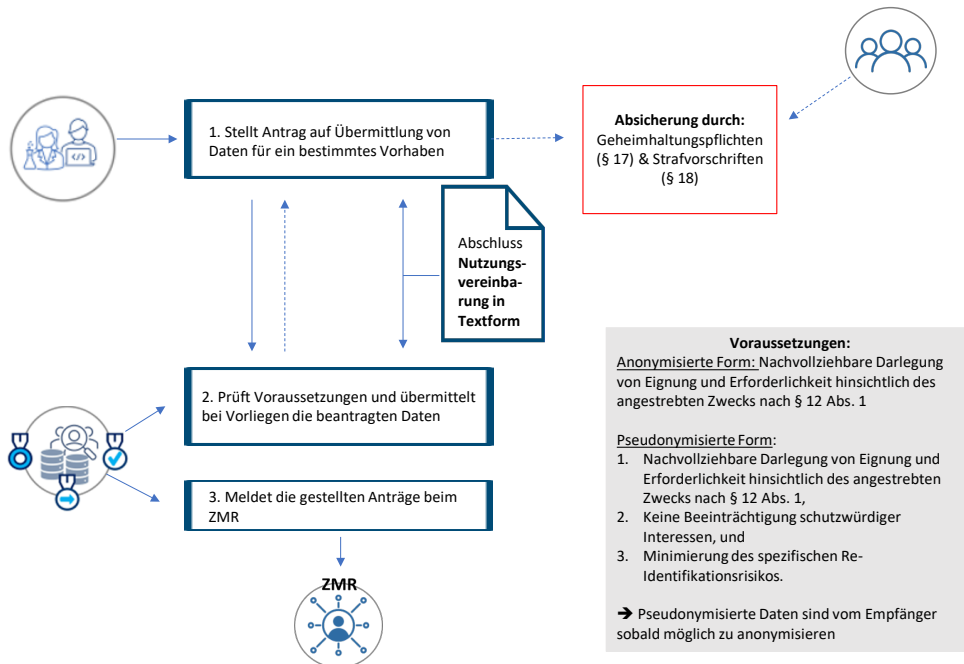 1. Stellt Antrag auf Übermittlung von
Daten für ein bestimmtes Vorhaben
Absicherung durch:
Geheimhaltungspflichten
(§ 17) & Strafvorschriften
(§ 18)
Abschluss
Nutzungs-
vereinba-
rung in
Textform
2. Prüft Voraussetzungen und übermittelt
bei Vorliegen die beantragten Daten
3. Meldet die gestellten Anträge beim
ZMR
ZMR
Voraussetzungen:
Anonymisierte Form: Nachvollziehbare Darlegung
von Eignung und Erforderlichkeit hinsichtlich des
angestrebten Zwecks nach § 12 Abs. 1
Pseudonymisierte Form:
1. Nachvollziehbare Darlegung von Eignung und
Erforderlichkeit hinsichtlich des angestrebten
Zwecks nach § 12 Abs. 1,
2. Keine Beeinträchtigung schutzwürdiger
Interessen, und
3. Minimierung des spezifischen Re-
Identifikationsrisikos.
➔ Pseudonymisierte Daten sind vom Empfänger
sobald möglich zu anonymisieren